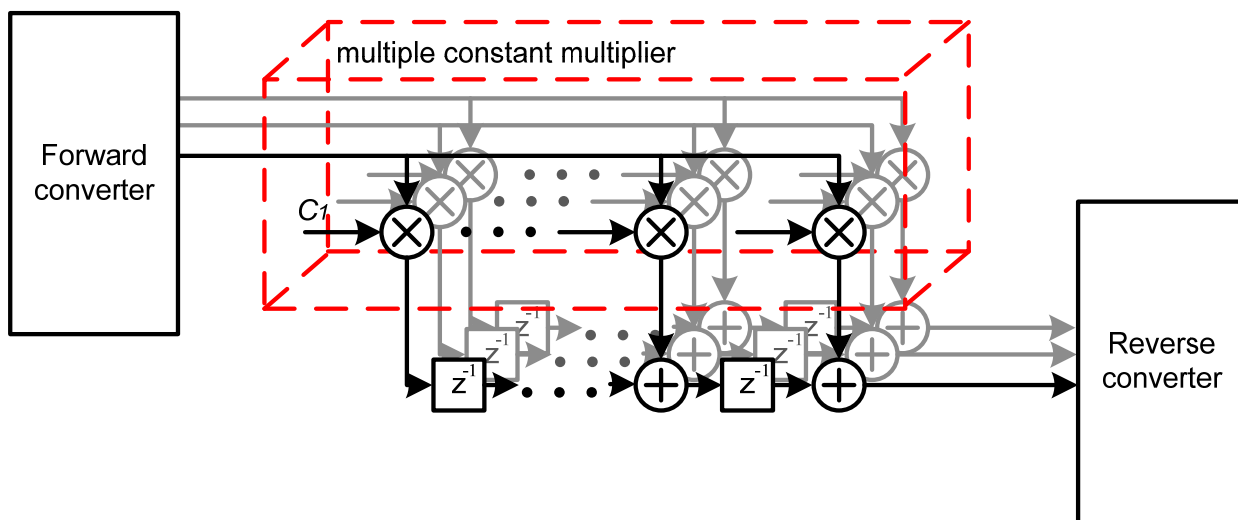 multiple constant multiplier
Forward
converter
C1
z-1
z-1
z-1
z-1
z-1
z-1
Reverse
converter